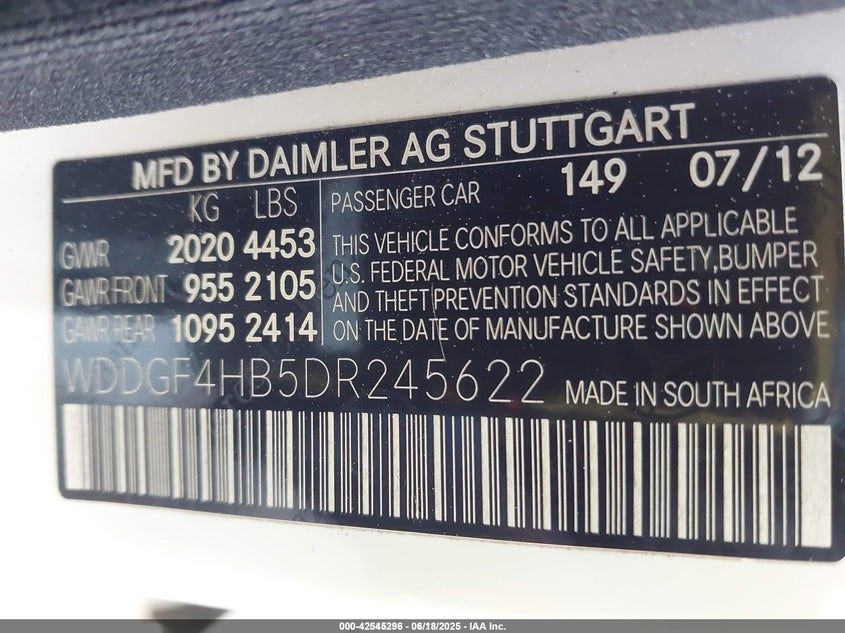 MFD BY DAIMLER AG STUTTGART
KG LBS
GVWR 2020 4453
GAWR FRONT 955 2105
GAWR REAR 1095 2414
PASSENGER CAR 149 07/12
THIS VEHICLE CONFORMS TO ALL APPLICABLE
U.S. FEDERAL MOTOR VEHICLE SAFETY,BUMPER
AND THEFT PREVENTION STANDARDS IN EFFECT
ON THE DATE OF MANUFACTURE SHOWN ABOVE
WDDGF4HB5DR245622 MADE IN SOUTH AFRICA
000-42545296 - 06/18/2025 - IAA Inc.